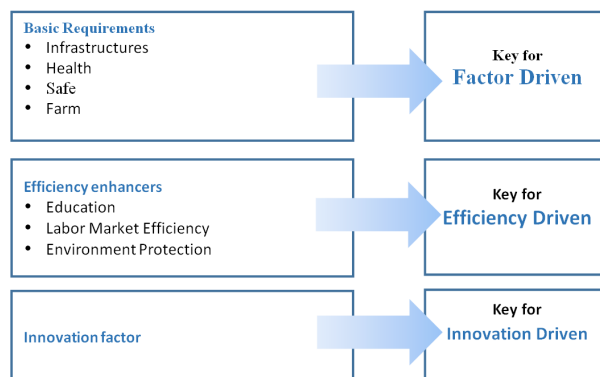 Basic Requirements
• Infrastructures
• Health
• Safe
• Farm
Key for
Factor Driven
Efficiency enhancers
• Education
• Labor Market Efficiency
• Environment Protection
Key for
Efficiency Driven
Innovation factor
Key for
Innovation Driven